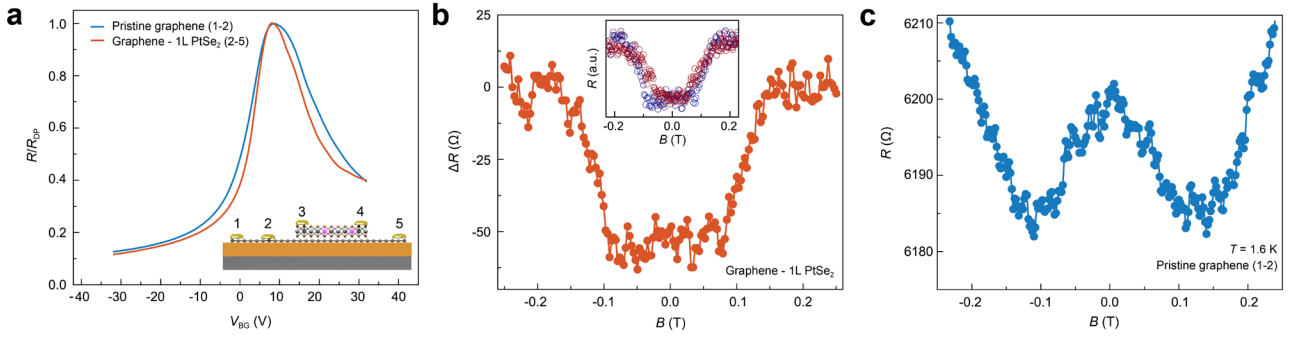 a
R/R_DP
1.0
0.8
0.6
0.4
0.2
0.0
Pristine graphene (1-2)
Graphene - 1L PtSe₂ (2-5)
1 2 3 4 5
-40 -30 -20 -10 0 10 20 30 40
V_BG (V)
b
ΔR (Ω)
25
0
-25
-50
R (a.u.)
-0.2 0.0 0.2
B (T)
Graphene - 1L PtSe₂
-0.2 -0.1 0.0 0.1 0.2
B (T)
c
R (Ω)
6210
6200
6190
6180
T = 1.6 K
Pristine graphene (1-2)
-0.2 -0.1 0.0 0.1 0.2
B (T)